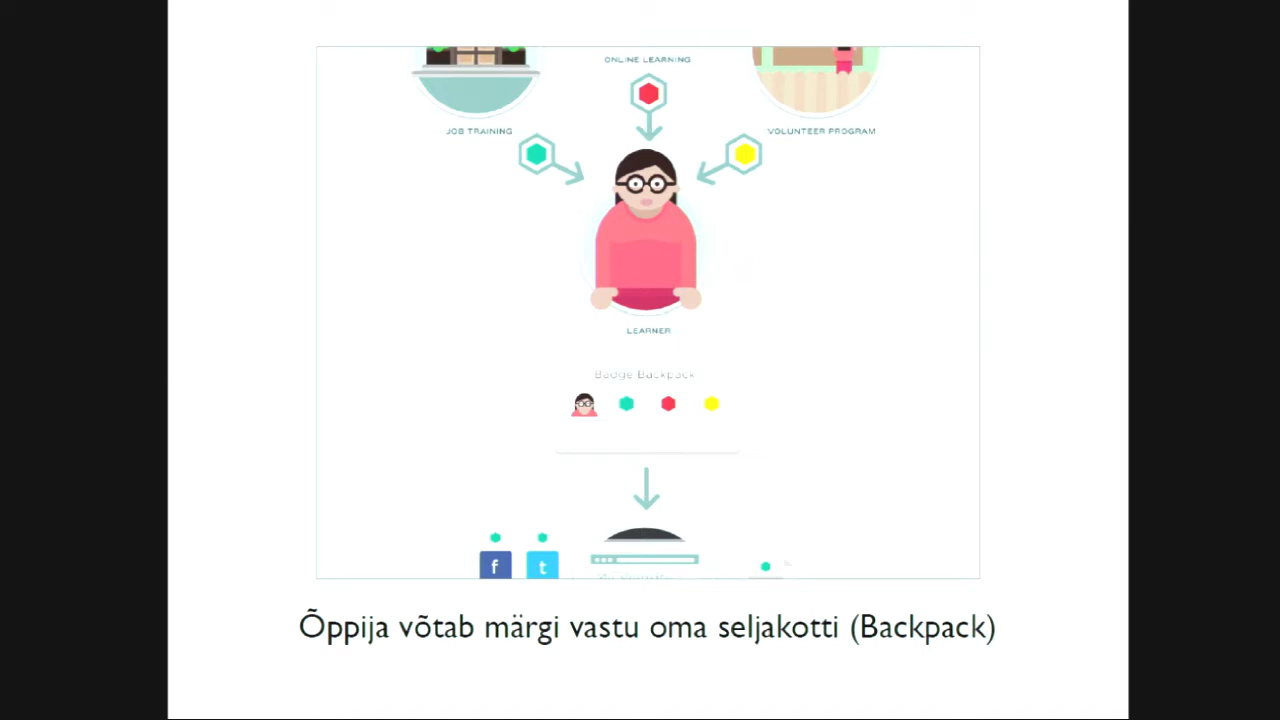 ONLINE LEARNING
JOB TRAINING
VOLUNTEER PROGRAM
LEARNER
Badge Backpack
f
t
Õppija võtab märgi vastu oma seljakotti (Backpack)